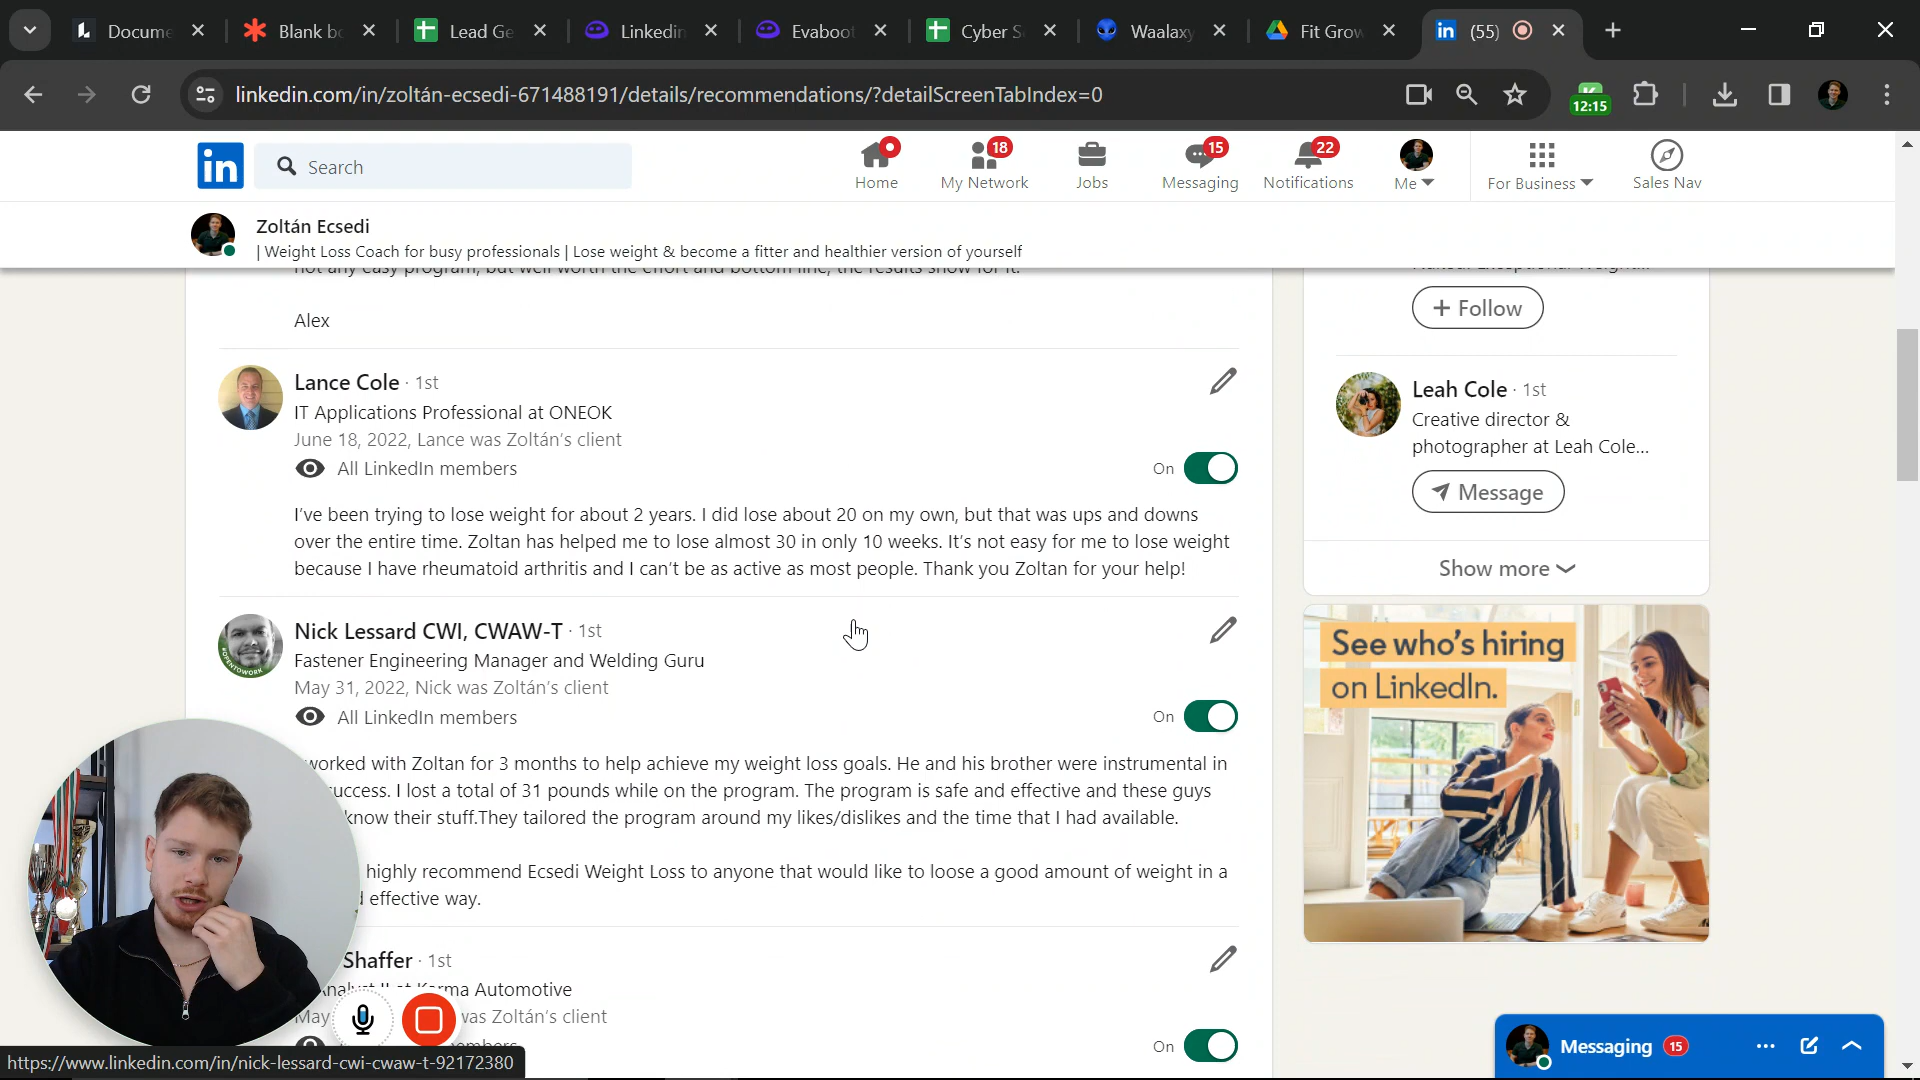 Docume
Blank b
Lead Ge
Linkedin
Evaboot
Cyber S
Waalaxy
Fit Grow
in (55)
linkedin.com/in/zoltán-ecsedi-671488191/details/recommendations/?detailScreenTabIndex=0
12:15
in
Search
Home
18
My Network
Jobs
15
Messaging
22
Notifications
Me
For Business
Sales Nav
Zoltán Ecsedi
| Weight Loss Coach for busy professionals | Lose weight & become a fitter and healthier version of yourself
not any easy program, but well worth the effort and bottom line, the results show for it.
Alex
Lance Cole · 1st
IT Applications Professional at ONEOK
June 18, 2022, Lance was Zoltán's client
All LinkedIn members
On
I've been trying to lose weight for about 2 years. I did lose about 20 on my own, but that was ups and downs
over the entire time. Zoltan has helped me to lose almost 30 in only 10 weeks. It's not easy for me to lose weight
because I have rheumatoid arthritis and I can't be as active as most people. Thank you Zoltan for your help!
Nick Lessard CWI, CWAW-T · 1st
Fastener Engineering Manager and Welding Guru
May 31, 2022, Nick was Zoltán's client
All LinkedIn members
On
#OPENTOWORK
worked with Zoltan for 3 months to help achieve my weight loss goals. He and his brother were instrumental in
success. I lost a total of 31 pounds while on the program. The program is safe and effective and these guys
know their stuff.They tailored the program around my likes/dislikes and the time that I had available.
highly recommend Ecsedi Weight Loss to anyone that would like to loose a good amount of weight in a
effective way.
Shaffer · 1st
Analyst II at Karma Automotive
May
was Zoltán's client
On
+ Follow
Leah Cole · 1st
Creative director &
photographer at Leah Cole...
Message
Show more
See who's hiring
on LinkedIn.
Messaging 15
https://www.linkedin.com/in/nick-lessard-cwi-cwaw-t-92172380